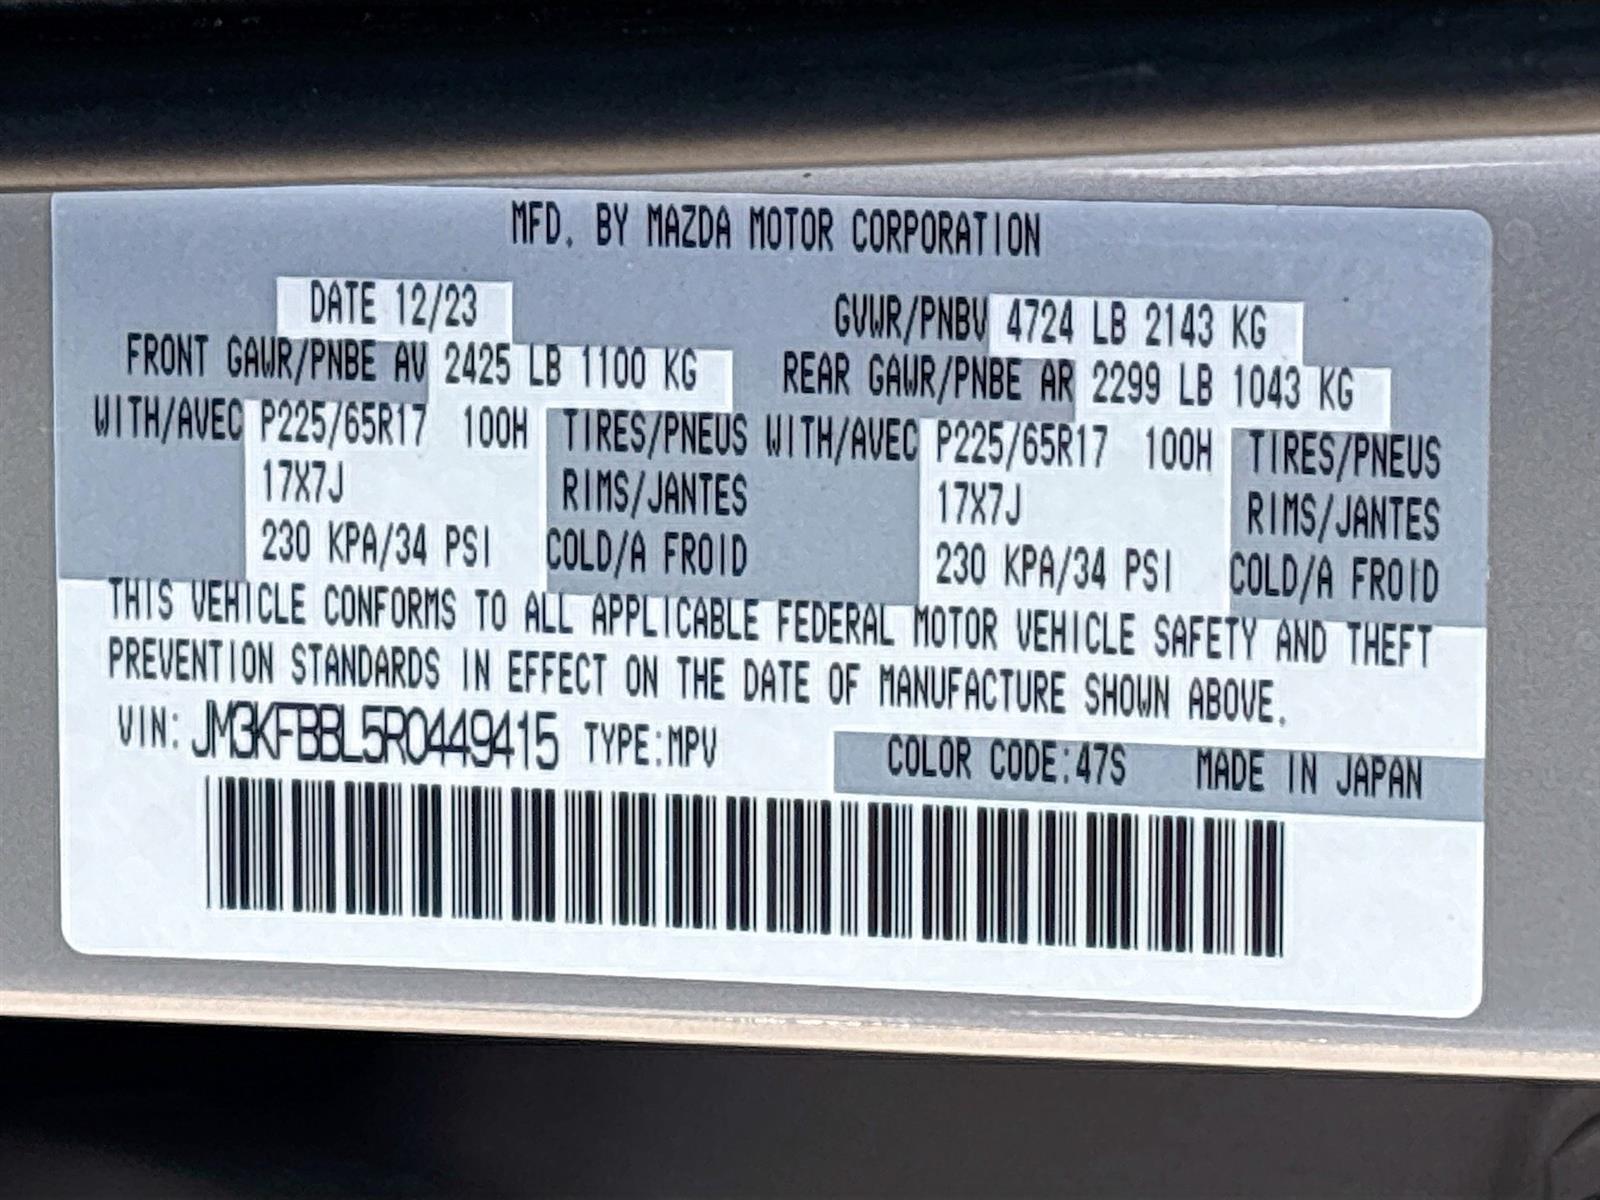 MFD. BY MAZDA MOTOR CORPORATION
DATE 12/23 GVWR/PNBV 4724 LB 2143 KG
FRONT GAWR/PNBE AV 2425 LB 1100 KG REAR GAWR/PNBE AR 2299 LB 1043 KG
WITH/AVEC P225/65R17 100H TIRES/PNEUS WITH/AVEC P225/65R17 100H TIRES/PNEUS
17X7J RIMS/JANTES 17X7J RIMS/JANTES
230 KPA/34 PSI COLD/A FROID 230 KPA/34 PSI COLD/A FROID
THIS VEHICLE CONFORMS TO ALL APPLICABLE FEDERAL MOTOR VEHICLE SAFETY AND THEFT
PREVENTION STANDARDS IN EFFECT ON THE DATE OF MANUFACTURE SHOWN ABOVE.
VIN: JM3KFBBL5R0449415 TYPE:MPV COLOR CODE:47S MADE IN JAPAN